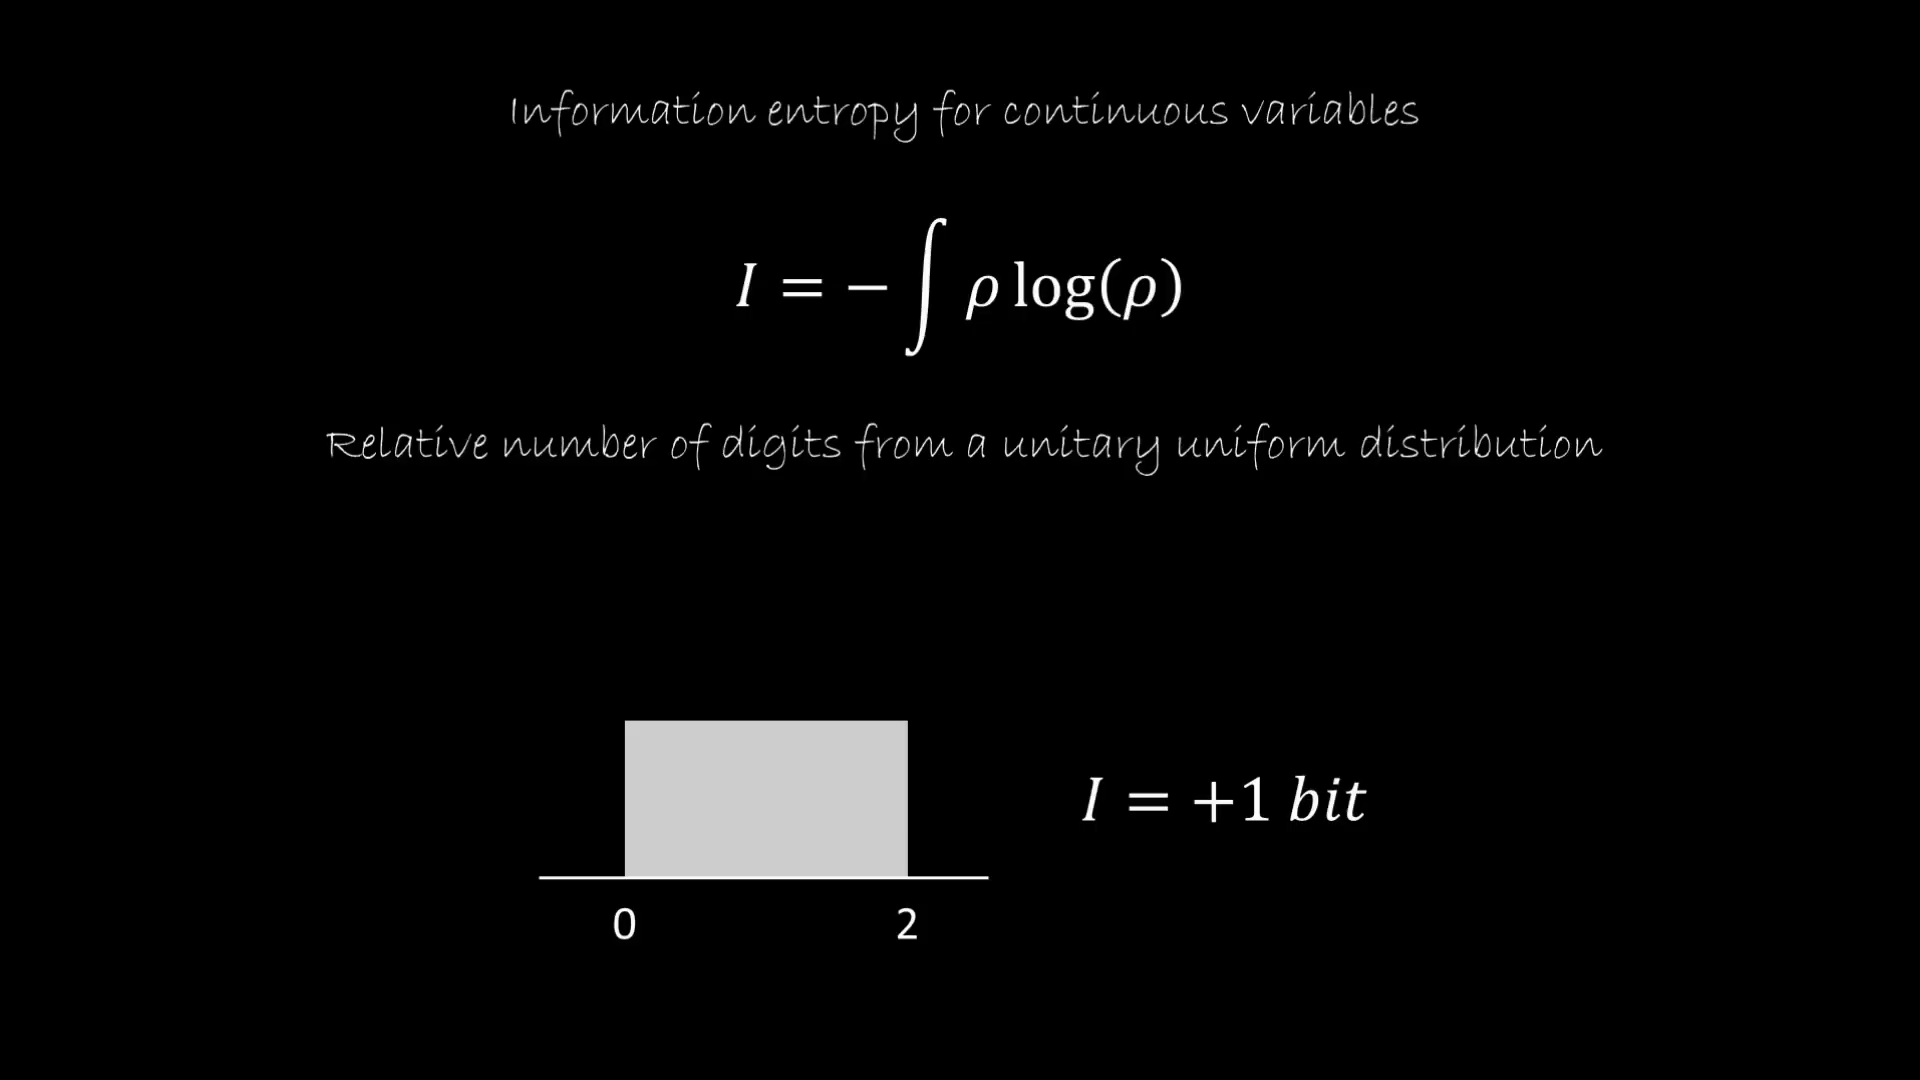 Information entropy for continuous variables
I = − ∫ ρ log(ρ)
Relative number of digits from a unitary uniform distribution
I = +1 bit
0 2